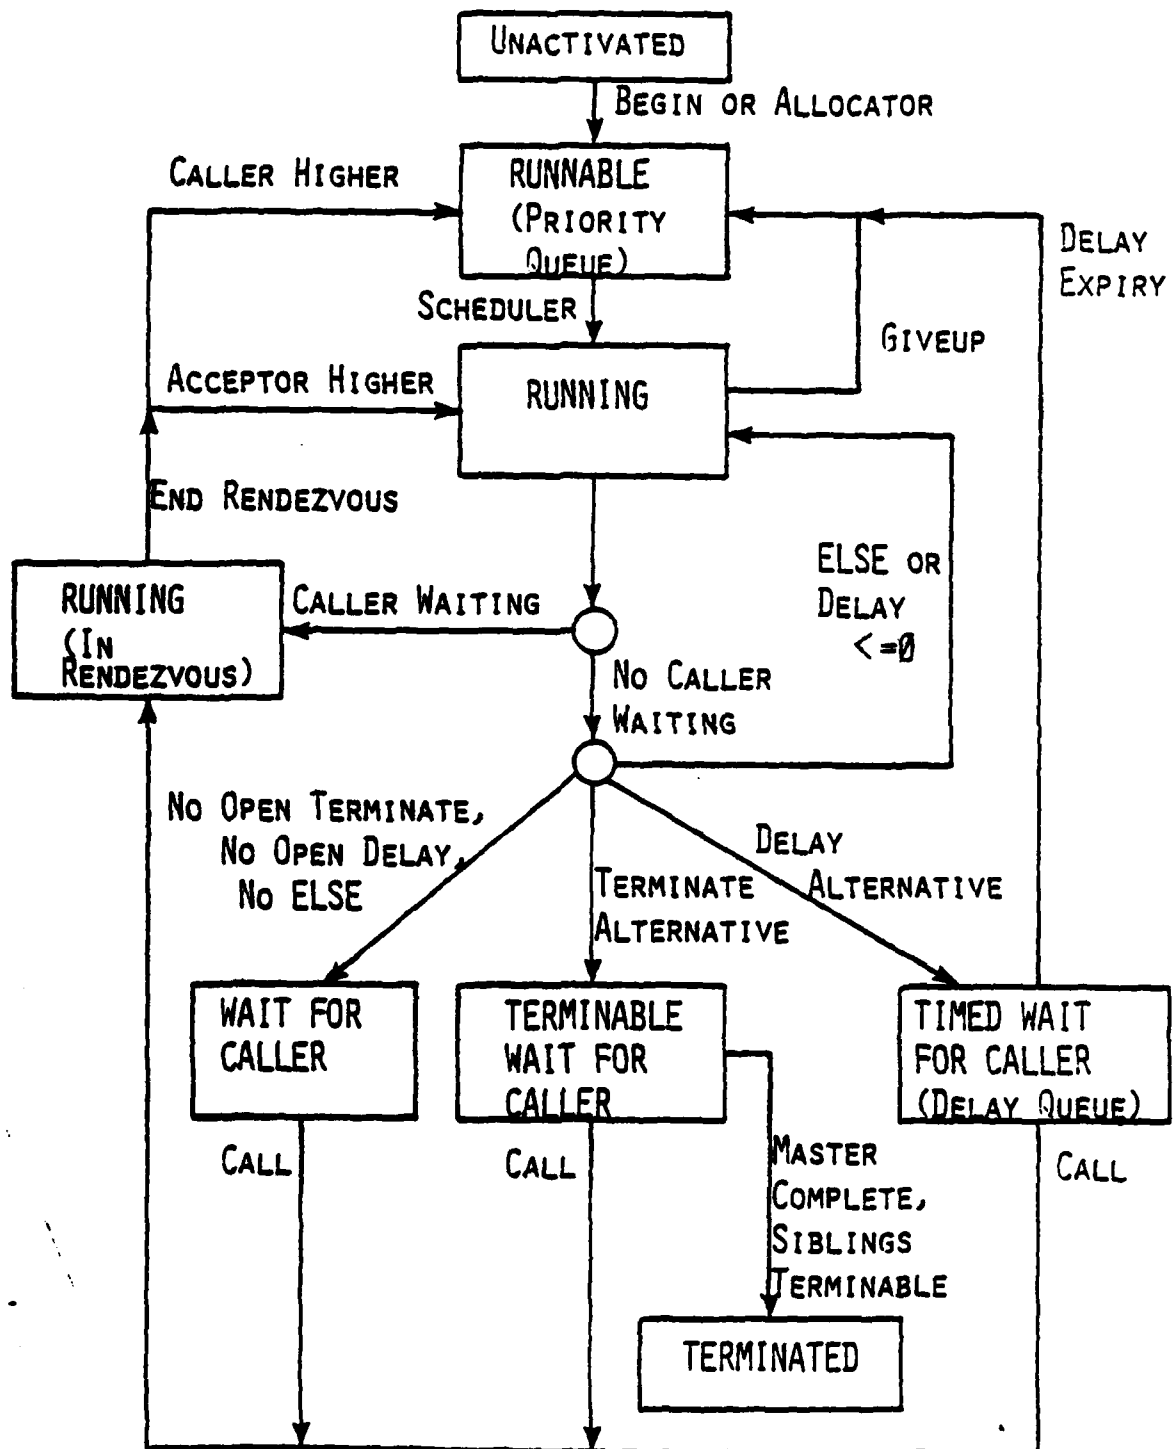 UNACTIVATED
BEGIN OR ALLOCATOR
CALLER HIGHER
RUNNABLE
(PRIORITY
QUEUE)
DELAY
EXPIRY
SCHEDULER
GIVEUP
ACCEPTOR HIGHER
RUNNING
END RENDEZVOUS
ELSE OR
DELAY
<=0
RUNNING
(IN
RENDEZVOUS)
CALLER WAITING
NO CALLER
WAITING
NO OPEN TERMINATE,
NO OPEN DELAY,
NO ELSE
TERMINATE
ALTERNATIVE
DELAY
ALTERNATIVE
WAIT FOR
CALLER
TERMINABLE
WAIT FOR
CALLER
TIMED WAIT
FOR CALLER
(DELAY QUEUE)
CALL
CALL
MASTER
COMPLETE,
SIBLINGS
TERMINABLE
CALL
TERMINATED